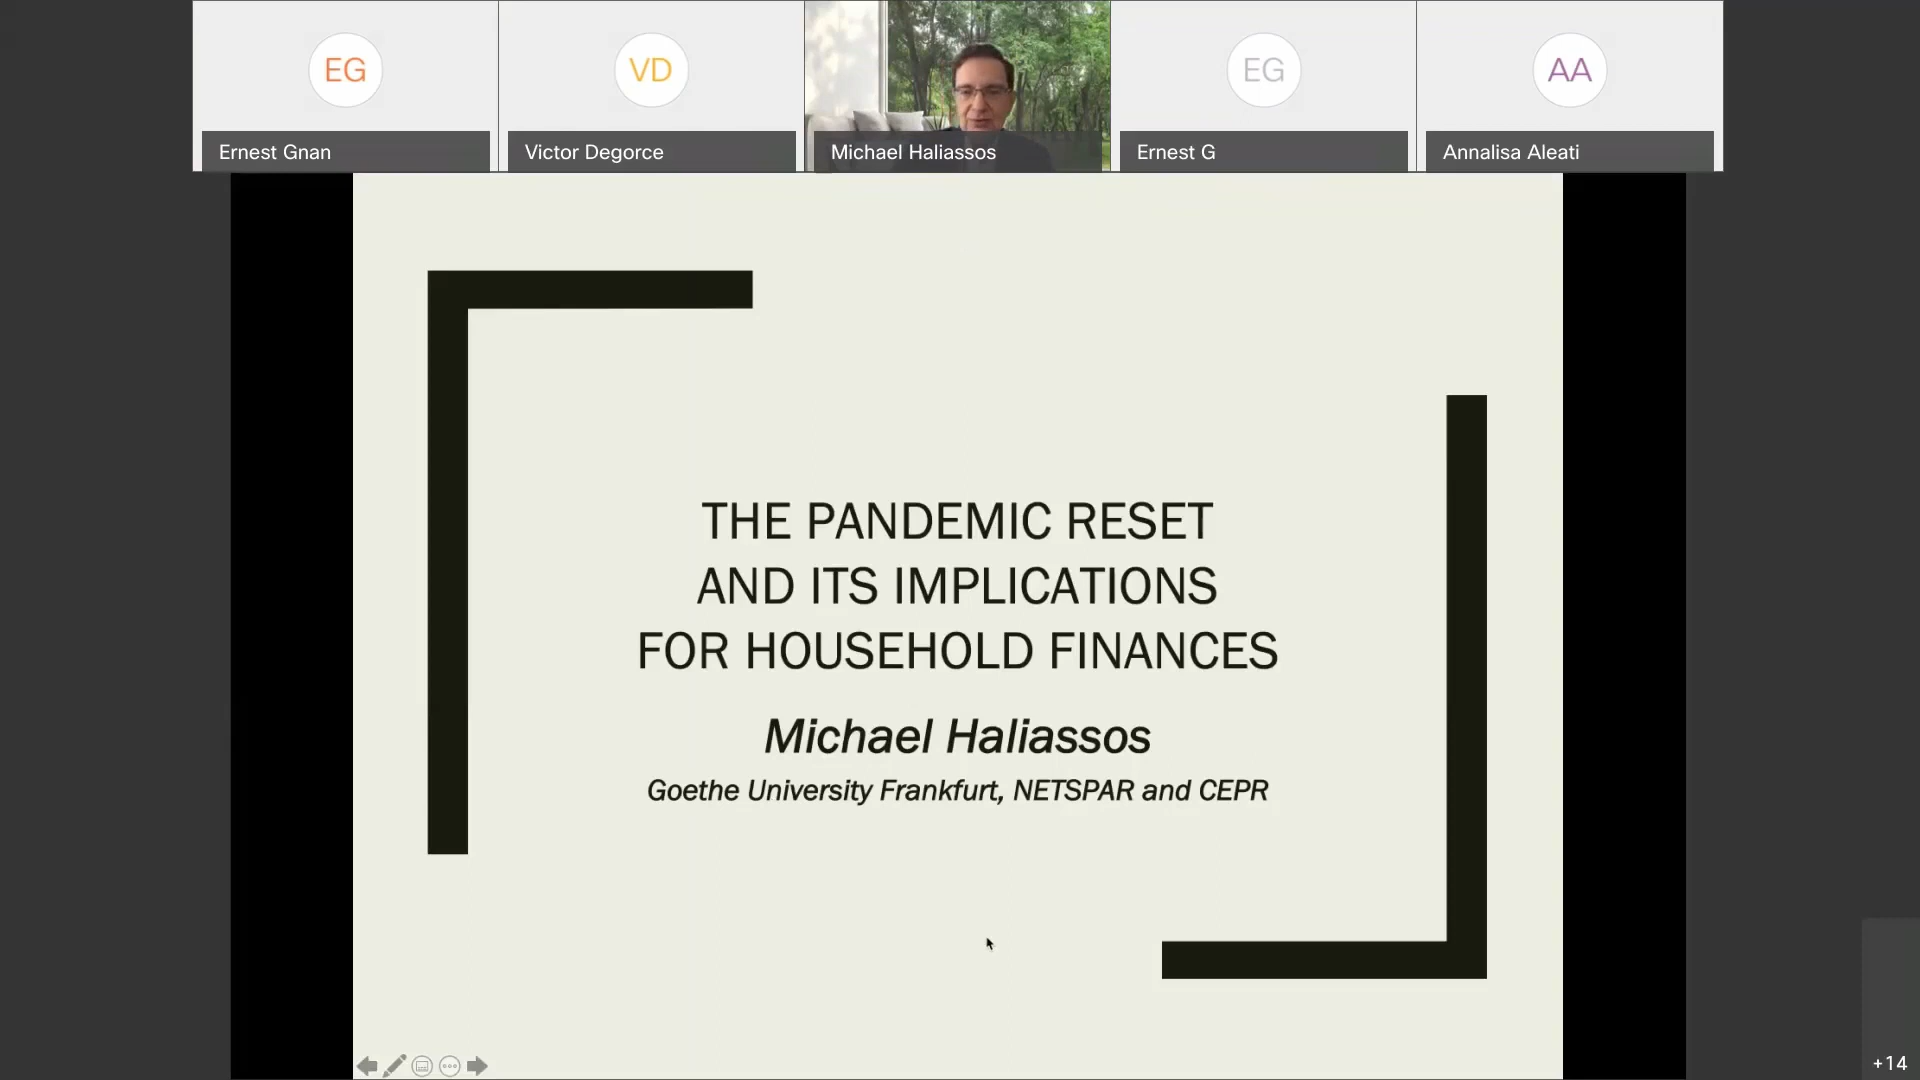 EG
VD
EG
AA
Ernest Gnan
Victor Degorce
Michael Haliassos
Ernest G
Annalisa Aleati
THE PANDEMIC RESET
AND ITS IMPLICATIONS
FOR HOUSEHOLD FINANCES
Michael Haliassos
Goethe University Frankfurt, NETSPAR and CEPR
+14